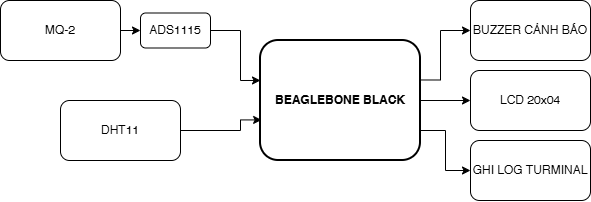 MQ-2
ADS1115
BUZZER CẢNH BÁO
BEAGLEBONE BLACK
LCD 20x04
DHT11
GHI LOG TURMINAL